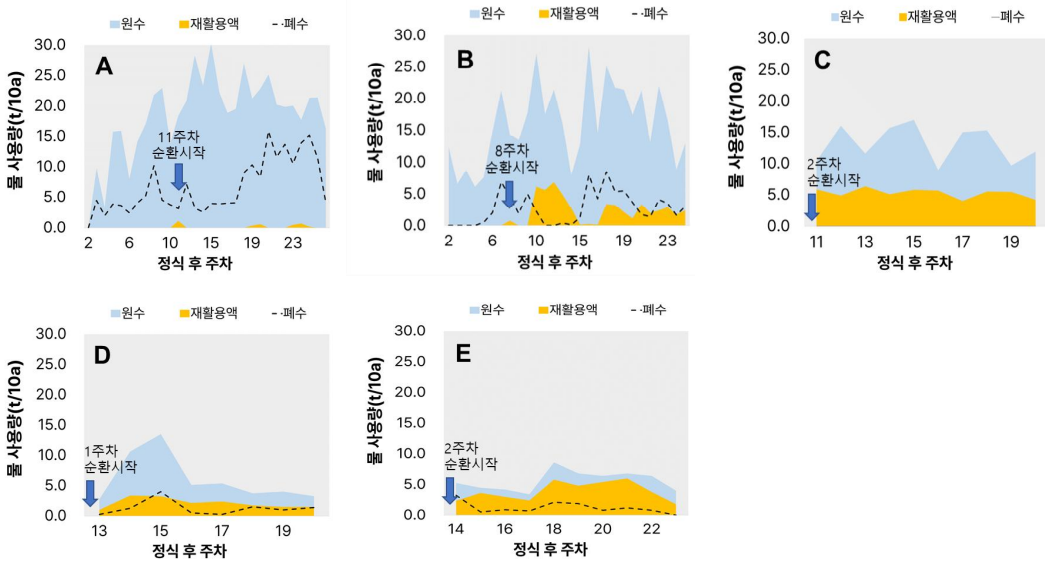 원수 재활용액 폐수
물 사용량(t/10a)
30.0
25.0
20.0
15.0
10.0
5.0
0.0
A
11주차
순환시작
2 6 10 15 19 23
정식 후 주차
원수 재활용액 폐수
물 사용량(t/10a)
30.0
25.0
20.0
15.0
10.0
5.0
0.0
B
8주차
순환시작
2 6 10 15 19 23
정식 후 주차
원수 재활용액 폐수
물 사용량(t/10a)
30.0
25.0
20.0
15.0
10.0
5.0
0.0
C
2주차
순환시작
11 13 15 17 19
정식 후 주차
원수 재활용액 폐수
물 사용량(t/10a)
30.0
25.0
20.0
15.0
10.0
5.0
0.0
D
1주차
순환시작
13 15 17 19
정식 후 주차
원수 재활용액 폐수
물 사용량(t/10a)
30.0
25.0
20.0
15.0
10.0
5.0
0.0
E
2주차
순환시작
14 16 18 20 22
정식 후 주차